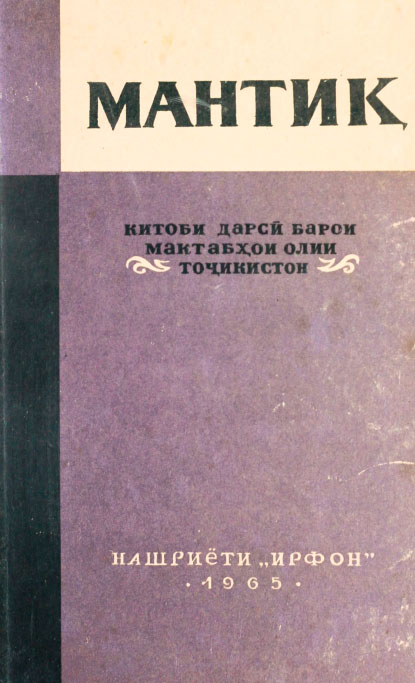 МАНТИҚ
КИТОБИ ДАРСӢ БАРОИ
МАКТАБҲОИ ОЛИИ
ТОҶИКИСТОН
НАШРИЁТИ „ИРФОН"
· 1965 ·